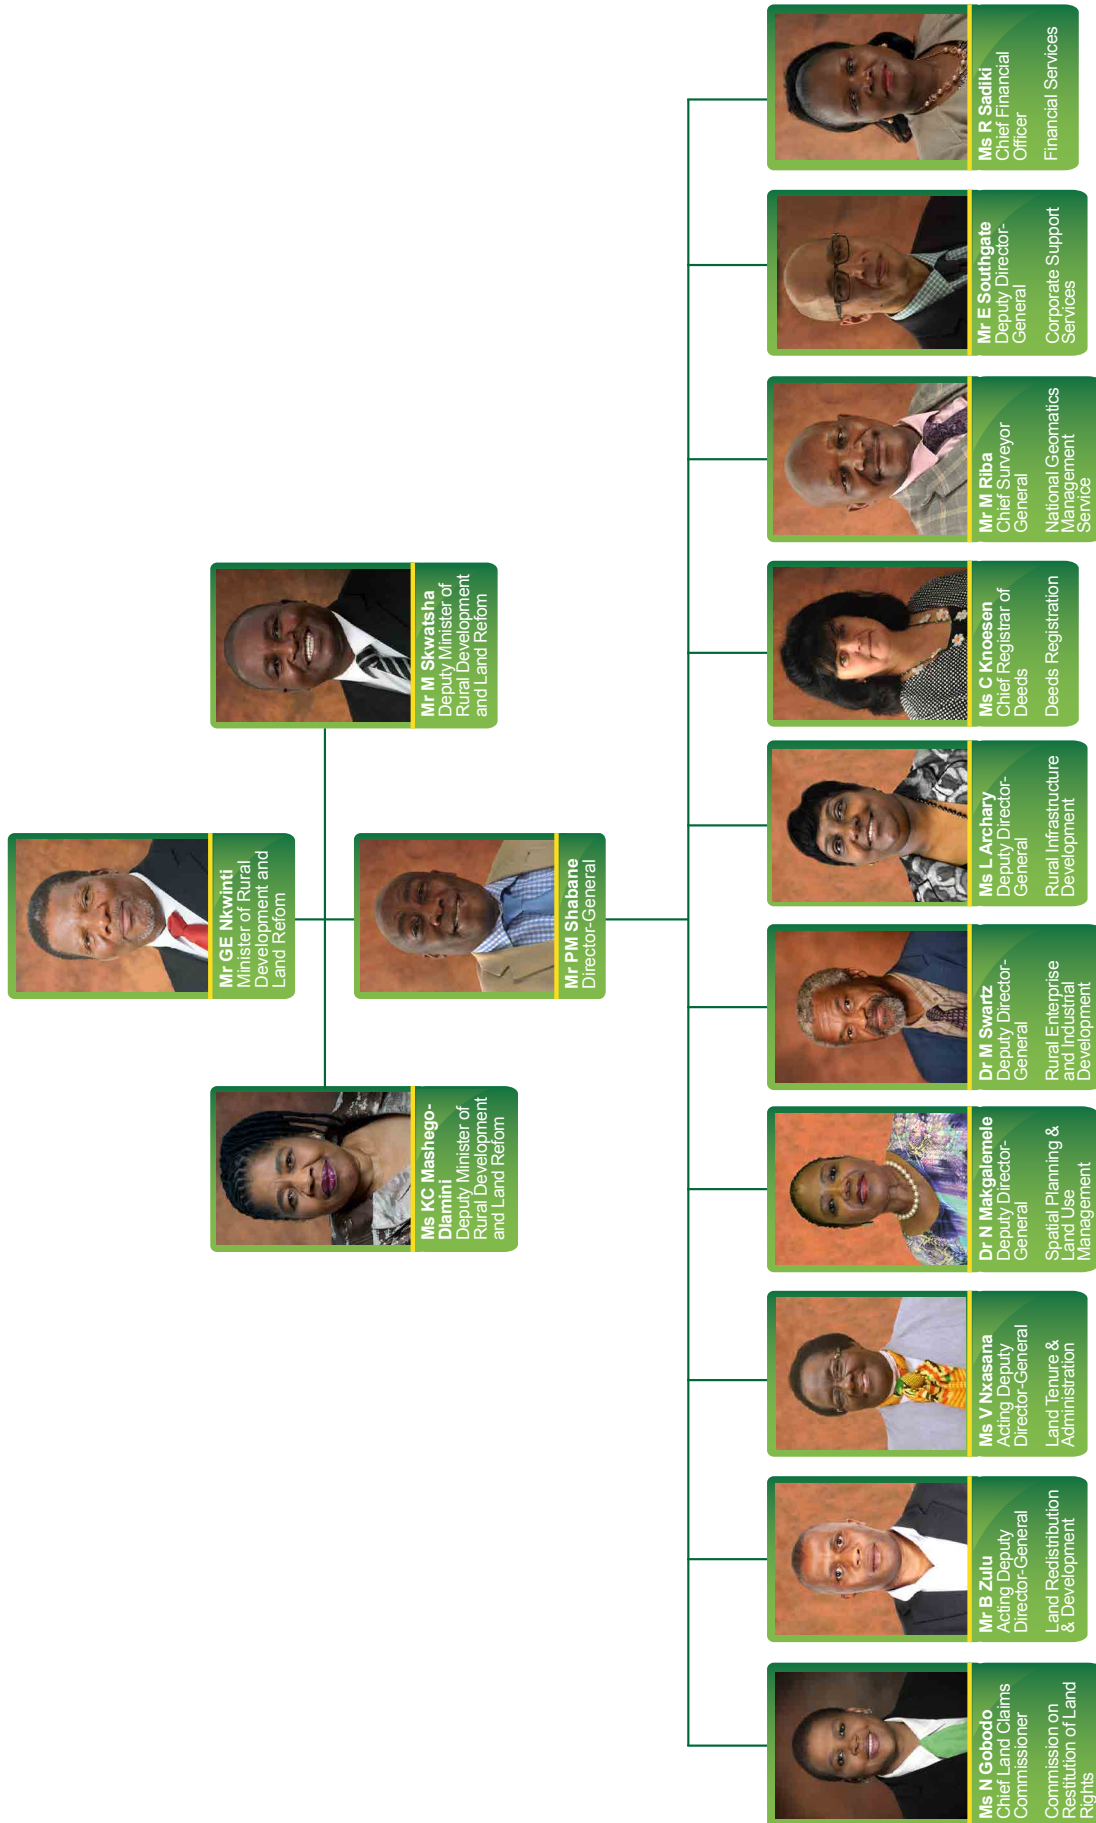 Mr GE Nkwinti
Minister of Rural
Development and
Land Refom
Ms KC Mashego-
Dlamini
Deputy Minister of
Rural Development
and Land Refom
Mr M Skwatsha
Deputy Minister of
Rural Development
and Land Refom
Mr PM Shabane
Director-General
Ms N Gobodo
Chief Land Claims
Commissioner
Commission on
Restitution of Land
Rights
Mr B Zulu
Acting Deputy
Director-General
Land Redistribution
& Development
Ms V Nxasana
Acting Deputy
Director-General
Land Tenure &
Administration
Dr N Makgalemele
Deputy Director-
General
Spatial Planning &
Land Use
Management
Dr M Swartz
Deputy Director-
General
Rural Enterprise
and Industrial
Development
Ms L Archary
Deputy Director-
General
Rural Infrastructure
Development
Ms C Knoesen
Chief Registrar of
Deeds
Deeds Registration
Mr M Riba
Chief Surveyor
General
National Geomatics
Management
Service
Mr E Southgate
Deputy Director-
General
Corporate Support
Services
Ms R Sadiki
Chief Financial
Officer
Financial Services